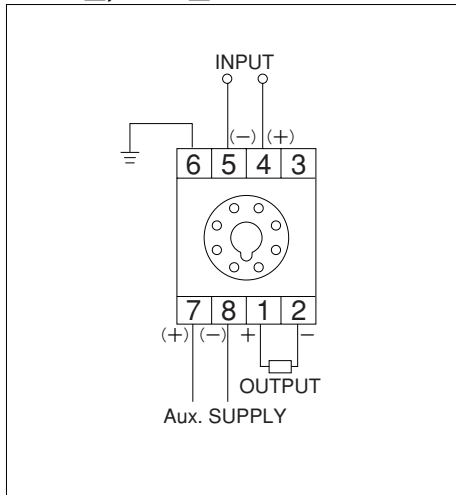 INPUT
(−) (+)
6 5 4 3
7 8 1 2
(+) (−) + −
OUTPUT
Aux. SUPPLY